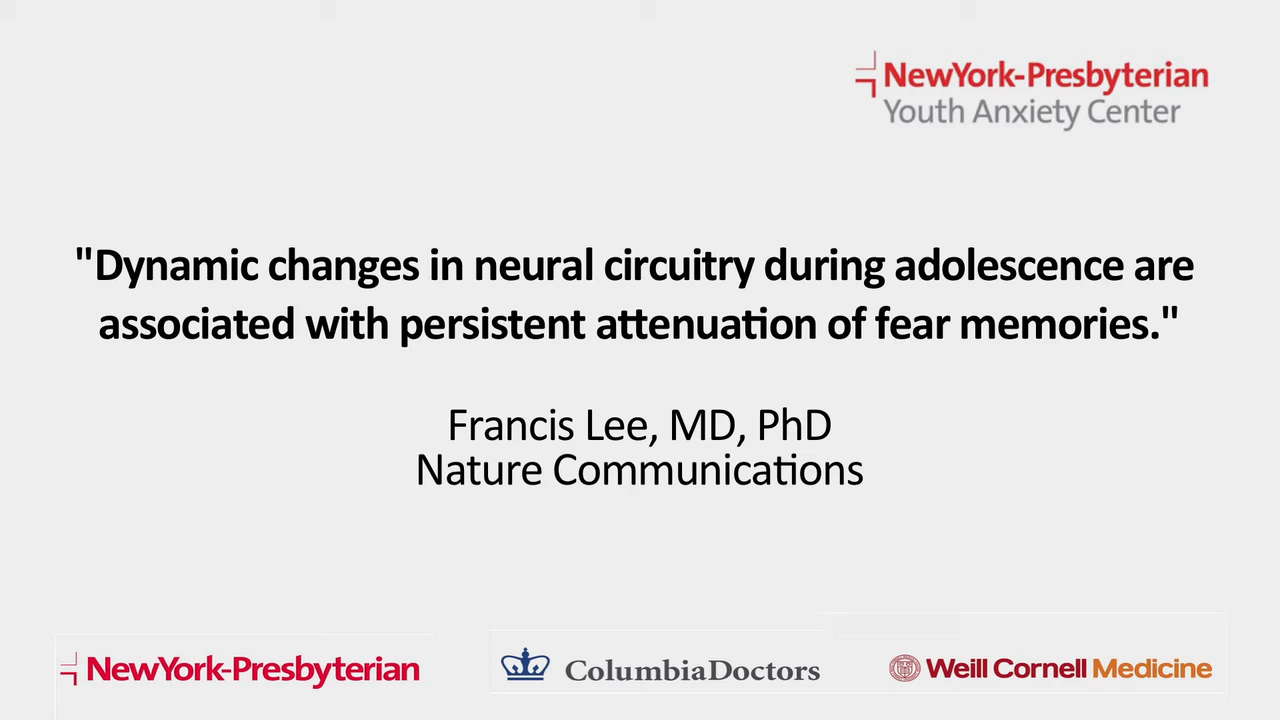 NewYork-Presbyterian
Youth Anxiety Center
"Dynamic changes in neural circuitry during adolescence are
associated with persistent attenuation of fear memories."
Francis Lee, MD, PhD
Nature Communications
NewYork-Presbyterian
ColumbiaDoctors
Weill Cornell Medicine